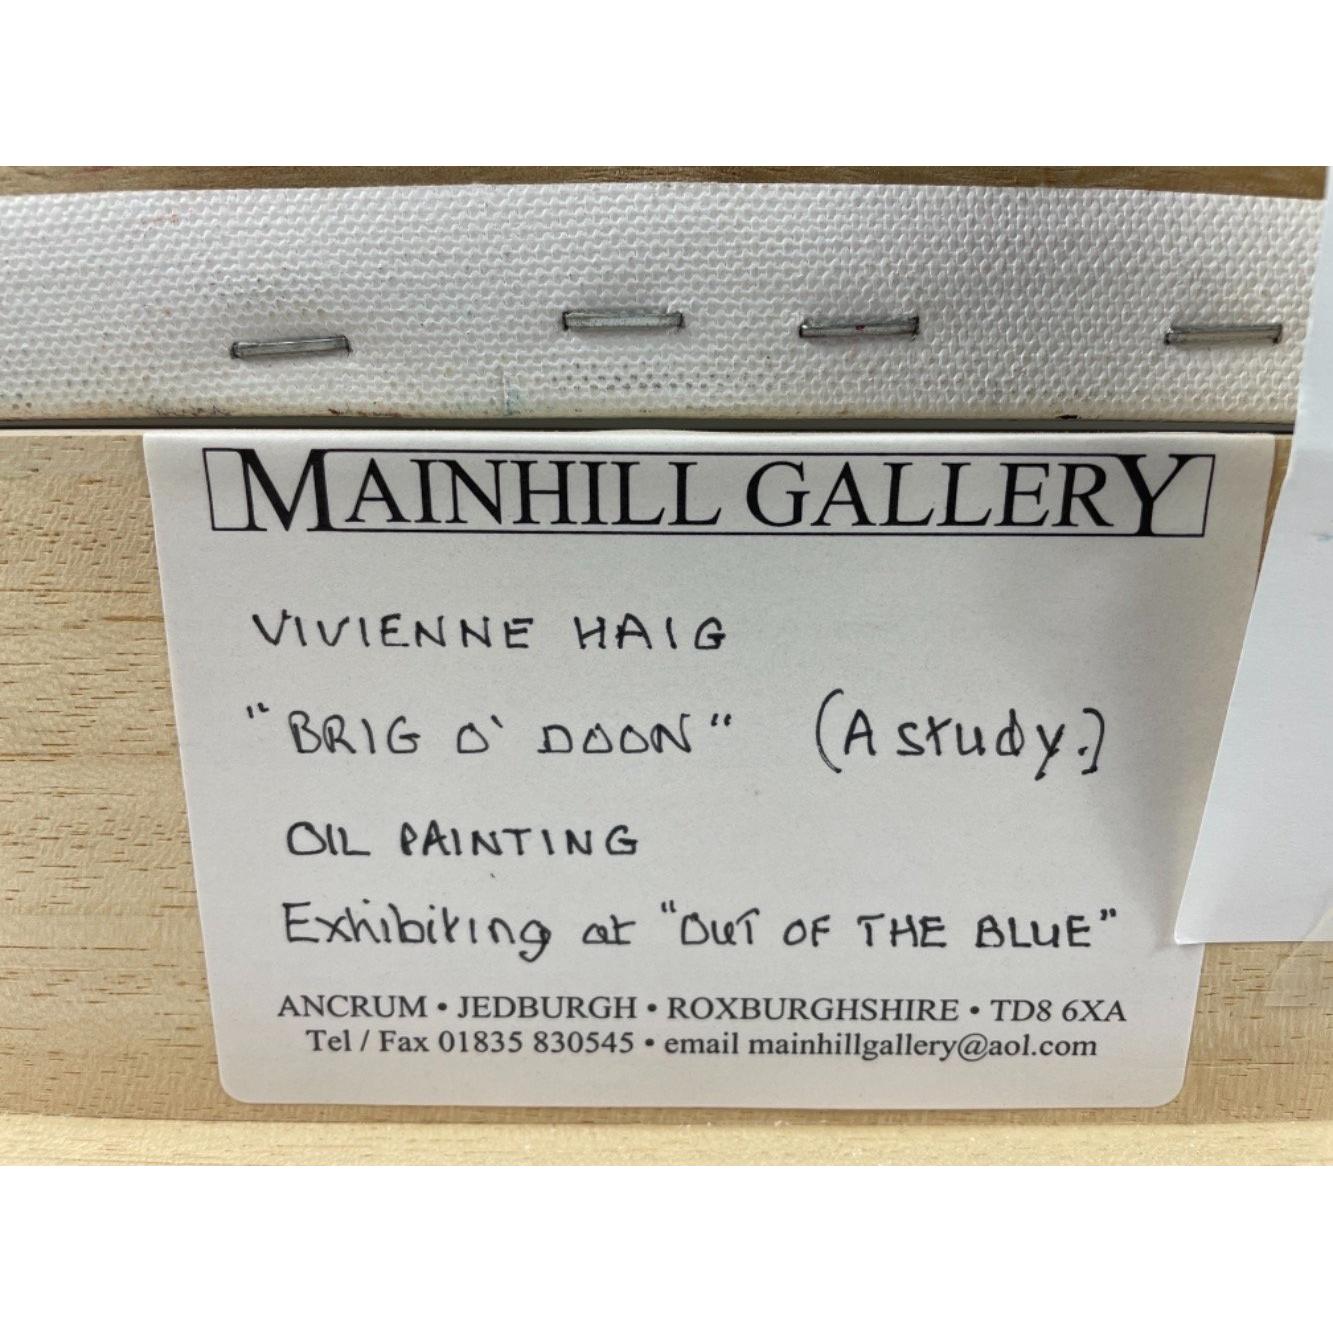 MAINHILL GALLERY
VIVIENNE HAIG
"BRIG O' DOON" (A study.)
OIL PAINTING
Exhibiting at "OUT OF THE BLUE"
ANCRUM • JEDBURGH • ROXBURGHSHIRE • TD8 6XA
Tel / Fax 01835 830545 • email mainhillgallery@aol.com